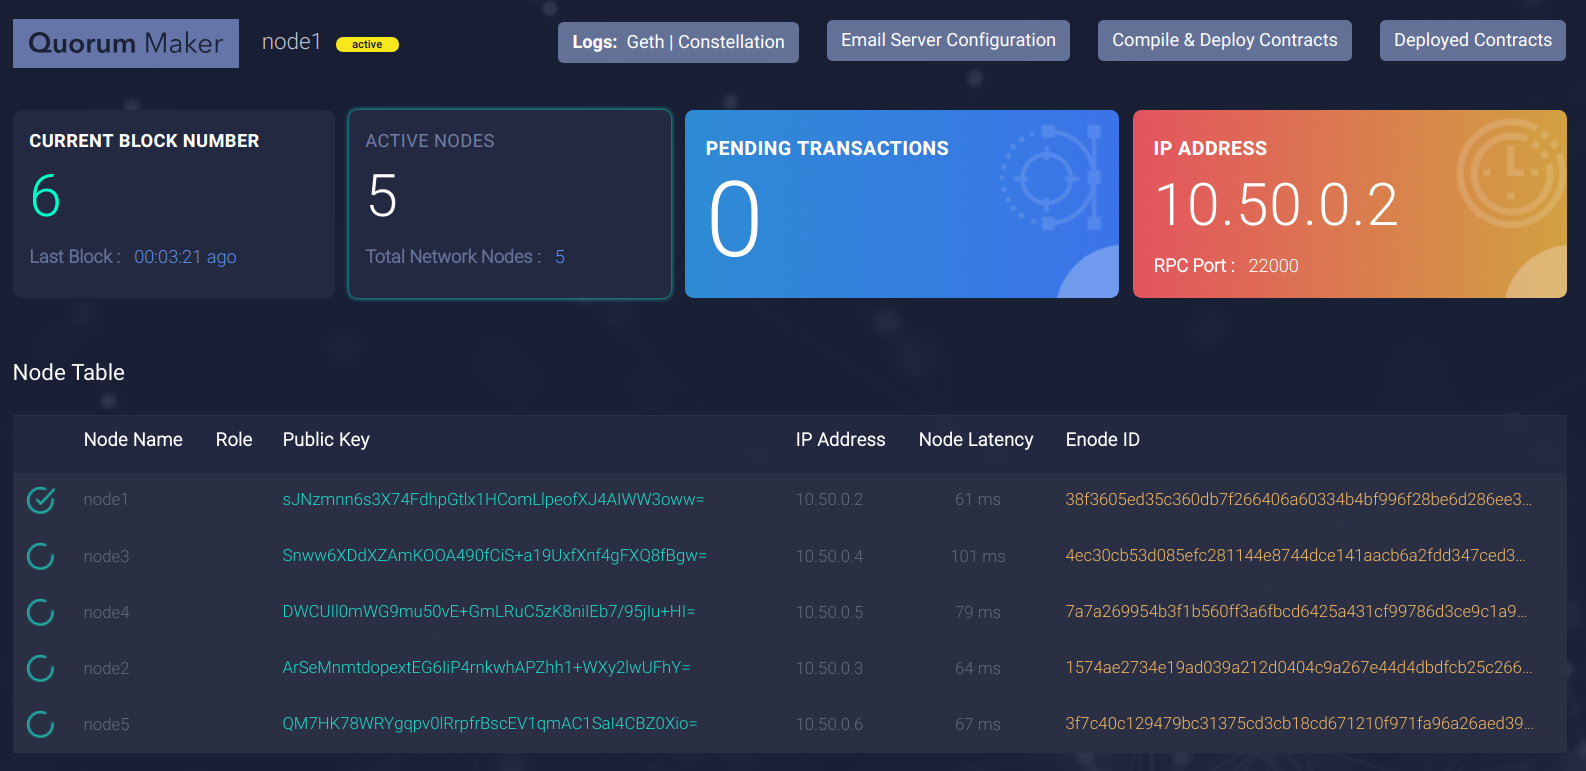 Quorum Maker node1 active Logs: Geth | Constellation Email Server Configuration Compile & Deploy Contracts Deployed Contracts
CURRENT BLOCK NUMBER
6
Last Block : 00:03:21 ago
ACTIVE NODES
5
Total Network Nodes : 5
PENDING TRANSACTIONS
0
IP ADDRESS
10.50.0.2
RPC Port : 22000
Node Table
Node Name Role Public Key IP Address Node Latency Enode ID
node1 sJNzmnn6s3X74FdhpGtlx1HComLlpeofXJ4AIWW3oww= 10.50.0.2 61 ms 38f3605ed35c360db7f266406a60334b4bf996f28be6d286ee3...
node3 Snww6XDdXZAmKOOA490fCiS+a19UxfXnf4gFXQ8fBgw= 10.50.0.4 101 ms 4ec30cb53d085efc281144e8744dce141aacb6a2fdd347ced3...
node4 DWCUIl0mWG9mu50vE+GmLRuC5zK8niIEb7/95jIu+HI= 10.50.0.5 79 ms 7a7a269954b3f1b560ff3a6fbcd6425a431cf99786d3ce9c1a9...
node2 ArSeMnmtdopextEG6IiP4rnkwhAPZhh1+WXy2lwUFhY= 10.50.0.3 64 ms 1574ae2734e19ad039a212d0404c9a267e44d4dbdfcb25c266...
node5 QM7HK78WRYgqpv0lRrpfrBscEV1qmAC1SaI4CBZ0Xio= 10.50.0.6 67 ms 3f7c40c129479bc31375cd3cb18cd671210f971fa96a26aed39...